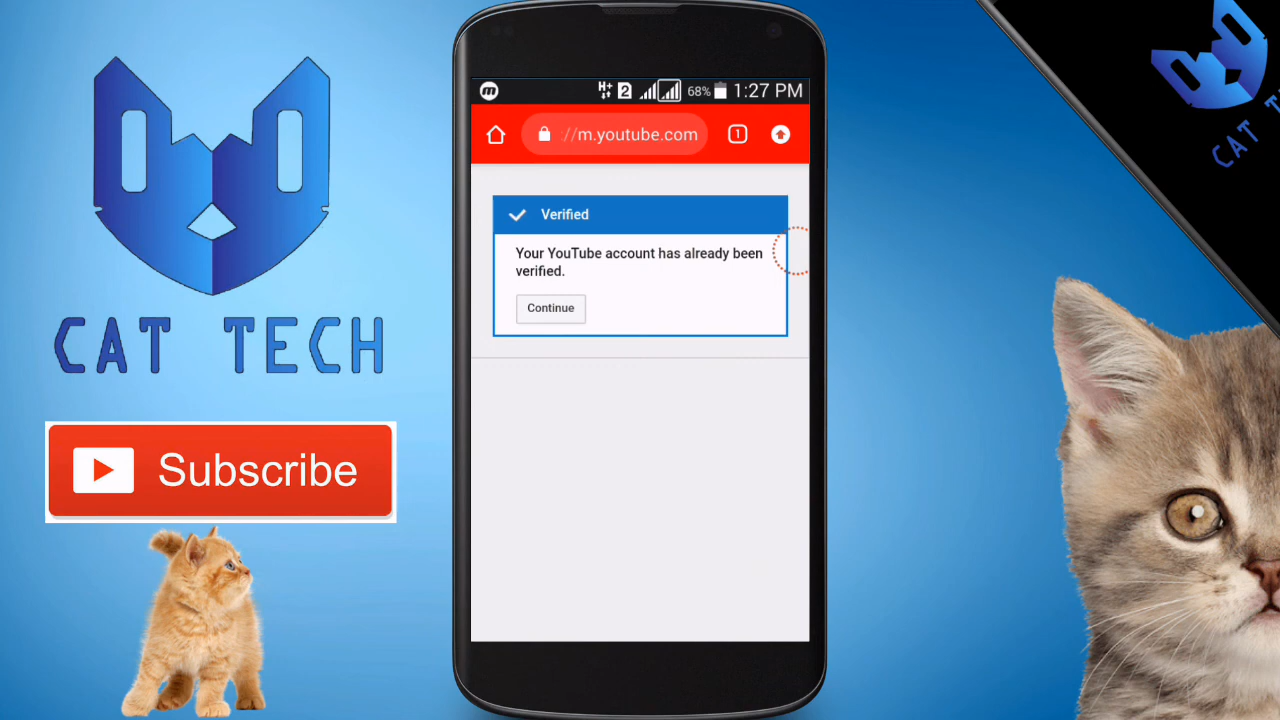 2
68%
1:27 PM
//m.youtube.com
1
Verified
Your YouTube account has already been
verified.
Continue
CAT TECH
Subscribe
CAT